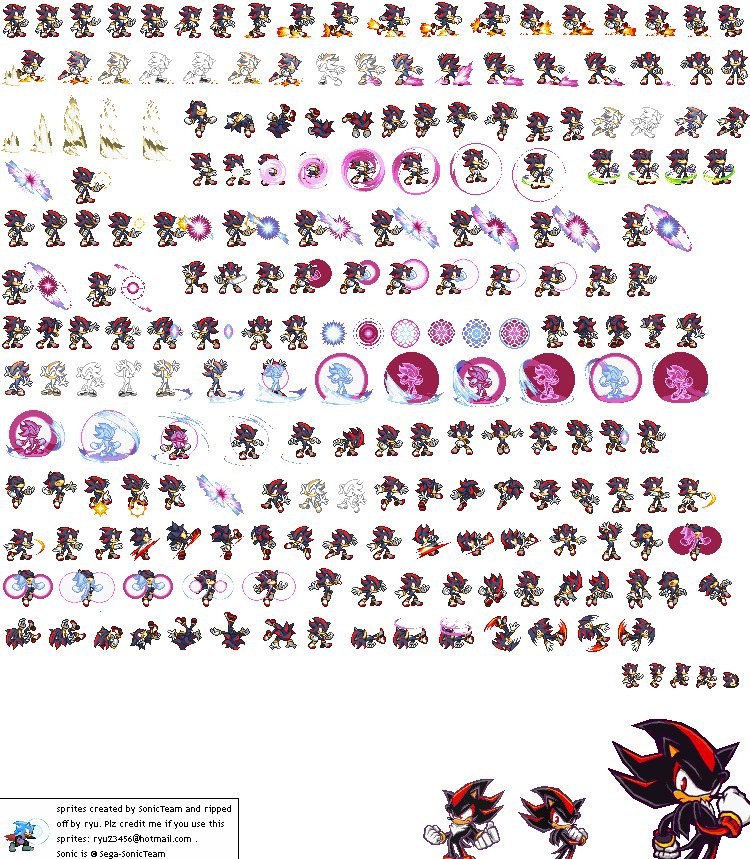 sprites created by SonicTeam and ripped
off by ryu. Plz credit me if you use this
sprites: ryu23456@hotmail.com .
Sonic is © Sega-SonicTeam